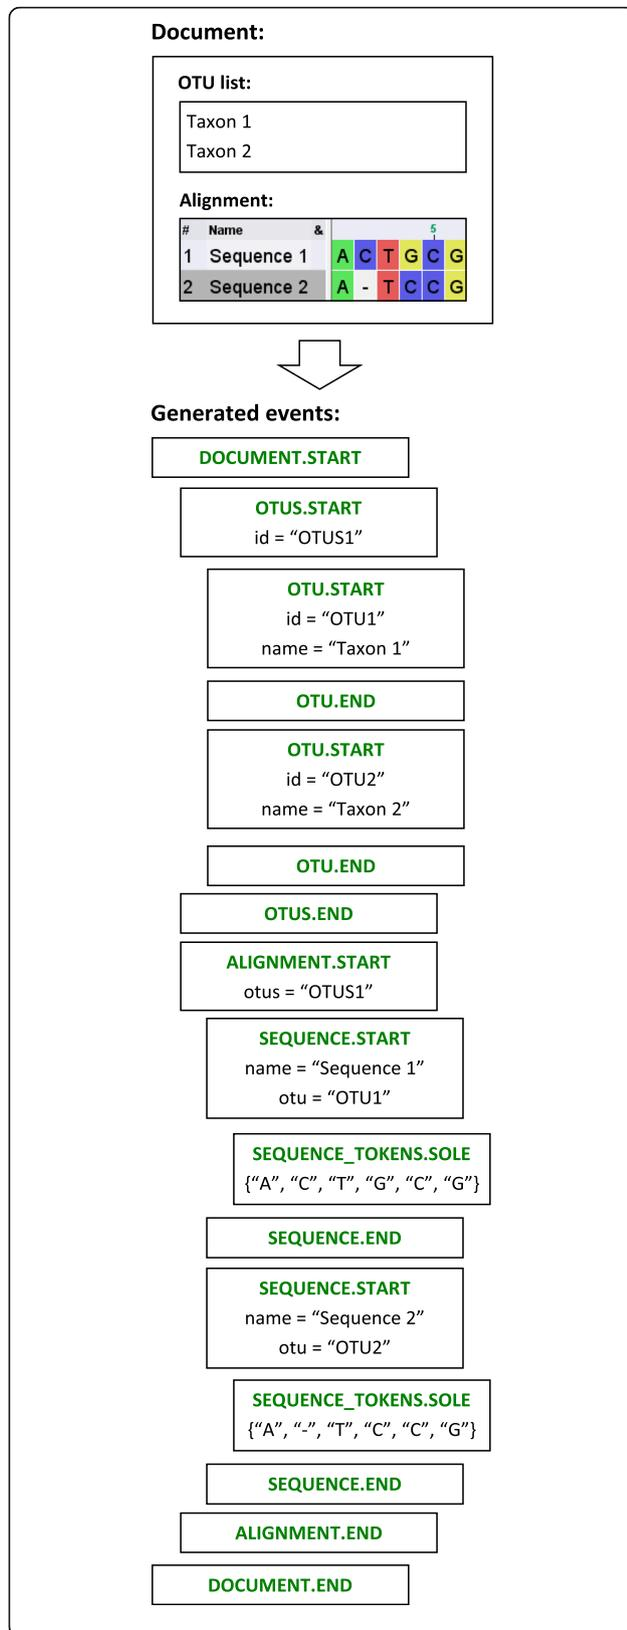 Document:
OTU list:
Taxon 1
Taxon 2
Alignment:
# Name & 5
1 Sequence 1 A C T G C G
2 Sequence 2 A - T C C G
Generated events:
DOCUMENT.START
OTUS.START
id = “OTUS1”
OTU.START
id = “OTU1”
name = “Taxon 1”
OTU.END
OTU.START
id = “OTU2”
name = “Taxon 2”
OTU.END
OTUS.END
ALIGNMENT.START
otus = “OTUS1”
SEQUENCE.START
name = “Sequence 1”
otu = “OTU1”
SEQUENCE_TOKENS.SOLE
{“A”, “C”, “T”, “G”, “C”, “G”}
SEQUENCE.END
SEQUENCE.START
name = “Sequence 2”
otu = “OTU2”
SEQUENCE_TOKENS.SOLE
{“A”, “-”, “T”, “C”, “C”, “G”}
SEQUENCE.END
ALIGNMENT.END
DOCUMENT.END